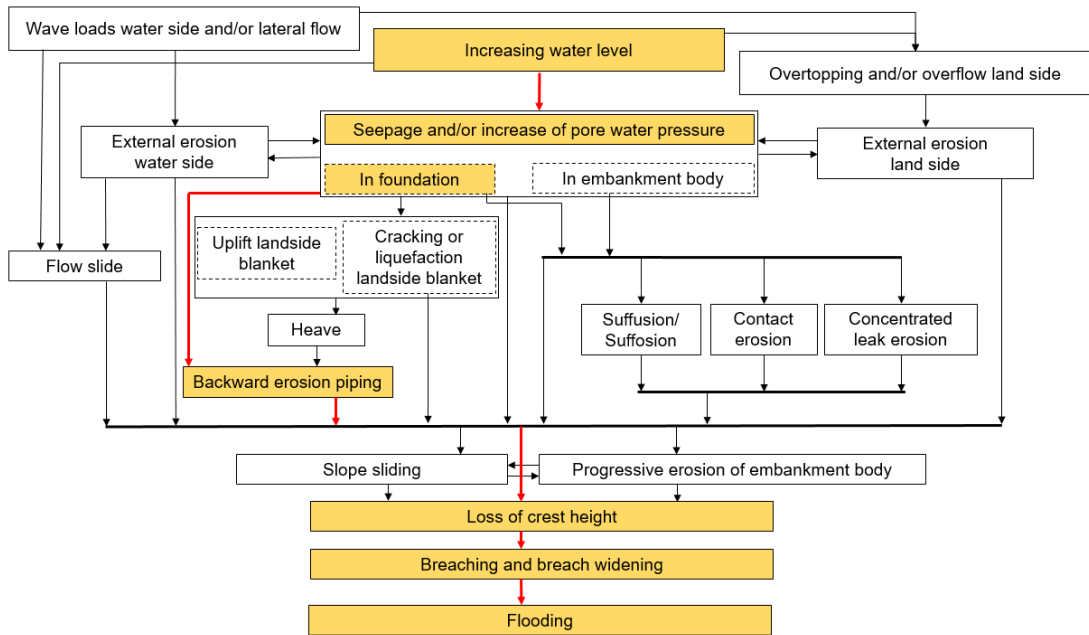 Wave loads water side and/or lateral flow
Increasing water level
Overtopping and/or overflow land side
Seepage and/or increase of pore water pressure
External erosion
water side
External erosion
land side
In foundation
In embankment body
Uplift landside
blanket
Cracking or
liquefaction
landside blanket
Flow slide
Heave
Suffusion/
Suffosion
Contact
erosion
Concentrated
leak erosion
Backward erosion piping
Slope sliding
Progressive erosion of embankment body
Loss of crest height
Breaching and breach widening
Flooding